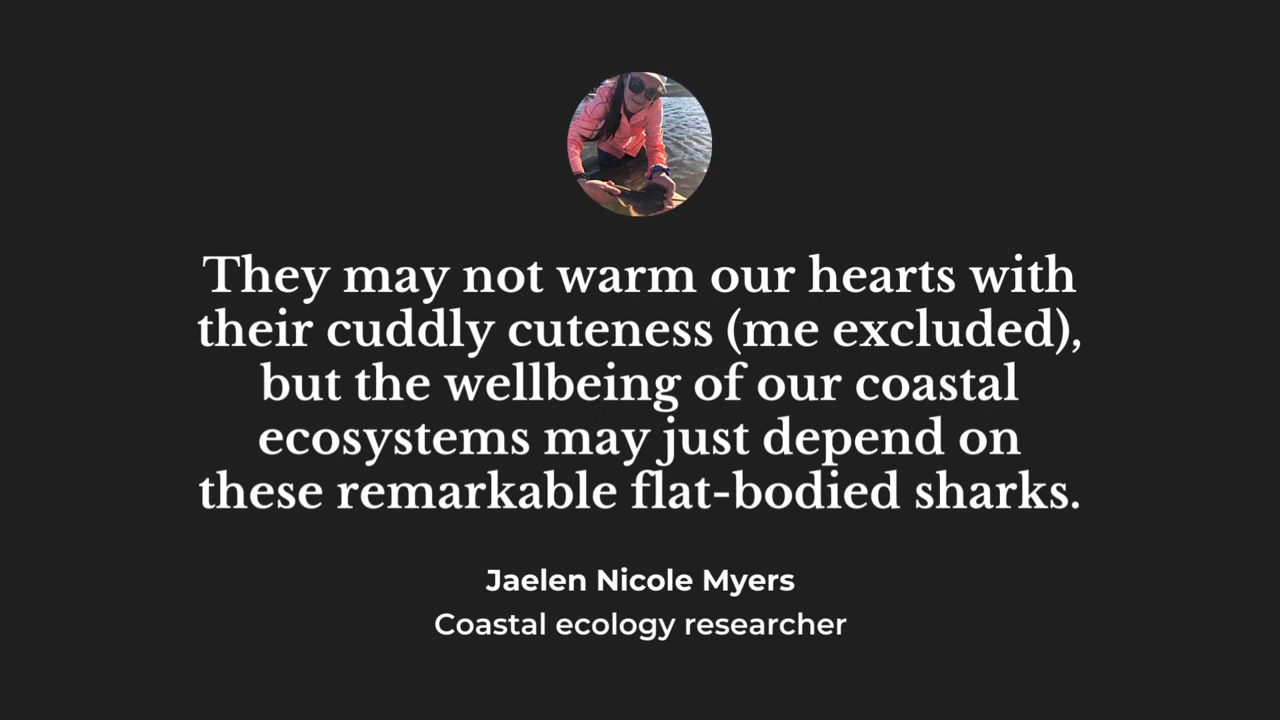 They may not warm our hearts with
their cuddly cuteness (me excluded),
but the wellbeing of our coastal
ecosystems may just depend on
these remarkable flat-bodied sharks.
Jaelen Nicole Myers
Coastal ecology researcher